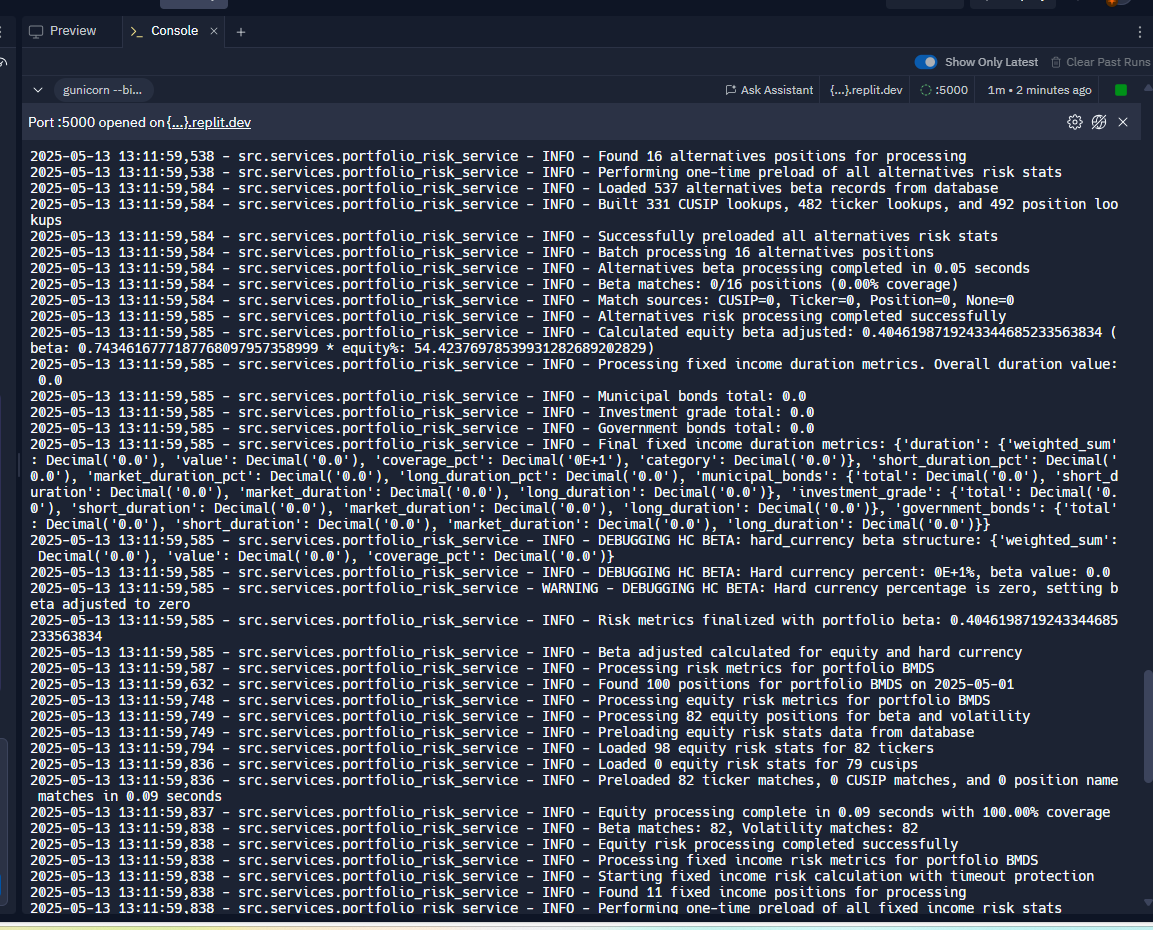 Preview
Console
Show Only Latest
Clear Past Runs
gunicorn --bi...
Ask Assistant
{...}.replit.dev
:5000
1m • 2 minutes ago
Port :5000 opened on {...}.replit.dev
2025-05-13 13:11:59,538 - src.services.portfolio_risk_service - INFO - Found 16 alternatives positions for processing
2025-05-13 13:11:59,538 - src.services.portfolio_risk_service - INFO - Performing one-time preload of all alternatives risk stats
2025-05-13 13:11:59,584 - src.services.portfolio_risk_service - INFO - Loaded 537 alternatives beta records from database
2025-05-13 13:11:59,584 - src.services.portfolio_risk_service - INFO - Built 331 CUSIP lookups, 482 ticker lookups, and 492 position loo
kups
2025-05-13 13:11:59,584 - src.services.portfolio_risk_service - INFO - Successfully preloaded all alternatives risk stats
2025-05-13 13:11:59,584 - src.services.portfolio_risk_service - INFO - Batch processing 16 alternatives positions
2025-05-13 13:11:59,584 - src.services.portfolio_risk_service - INFO - Alternatives beta processing completed in 0.05 seconds
2025-05-13 13:11:59,584 - src.services.portfolio_risk_service - INFO - Beta matches: 0/16 positions (0.00% coverage)
2025-05-13 13:11:59,584 - src.services.portfolio_risk_service - INFO - Match sources: CUSIP=0, Ticker=0, Position=0, None=0
2025-05-13 13:11:59,585 - src.services.portfolio_risk_service - INFO - Alternatives risk processing completed successfully
2025-05-13 13:11:59,585 - src.services.portfolio_risk_service - INFO - Calculated equity beta adjusted: 0.4046198719243344685233563834 (
beta: 0.7434616777187768097957358999 * equity%: 54.42376978539931282689202829)
2025-05-13 13:11:59,585 - src.services.portfolio_risk_service - INFO - Processing fixed income duration metrics. Overall duration value:
 0.0
2025-05-13 13:11:59,585 - src.services.portfolio_risk_service - INFO - Municipal bonds total: 0.0
2025-05-13 13:11:59,585 - src.services.portfolio_risk_service - INFO - Investment grade total: 0.0
2025-05-13 13:11:59,585 - src.services.portfolio_risk_service - INFO - Government bonds total: 0.0
2025-05-13 13:11:59,585 - src.services.portfolio_risk_service - INFO - Final fixed income duration metrics: {'duration': {'weighted_sum'
: Decimal('0.0'), 'value': Decimal('0.0'), 'coverage_pct': Decimal('0E+1'), 'category': Decimal('0.0')}, 'short_duration_pct': Decimal('
0.0'), 'market_duration_pct': Decimal('0.0'), 'long_duration_pct': Decimal('0.0'), 'municipal_bonds': {'total': Decimal('0.0'), 'short_d
uration': Decimal('0.0'), 'market_duration': Decimal('0.0'), 'long_duration': Decimal('0.0')}, 'investment_grade': {'total': Decimal('0.
0'), 'short_duration': Decimal('0.0'), 'market_duration': Decimal('0.0'), 'long_duration': Decimal('0.0')}, 'government_bonds': {'total'
: Decimal('0.0'), 'short_duration': Decimal('0.0'), 'market_duration': Decimal('0.0'), 'long_duration': Decimal('0.0')}}
2025-05-13 13:11:59,585 - src.services.portfolio_risk_service - INFO - DEBUGGING HC BETA: hard_currency beta structure: {'weighted_sum':
 Decimal('0.0'), 'value': Decimal('0.0'), 'coverage_pct': Decimal('0.0')}
2025-05-13 13:11:59,585 - src.services.portfolio_risk_service - INFO - DEBUGGING HC BETA: Hard currency percent: 0E+1%, beta value: 0.0
2025-05-13 13:11:59,585 - src.services.portfolio_risk_service - WARNING - DEBUGGING HC BETA: Hard currency percentage is zero, setting b
eta adjusted to zero
2025-05-13 13:11:59,585 - src.services.portfolio_risk_service - INFO - Risk metrics finalized with portfolio beta: 0.4046198719243344685
233563834
2025-05-13 13:11:59,585 - src.services.portfolio_risk_service - INFO - Beta adjusted calculated for equity and hard currency
2025-05-13 13:11:59,587 - src.services.portfolio_risk_service - INFO - Processing risk metrics for portfolio BMDS
2025-05-13 13:11:59,632 - src.services.portfolio_risk_service - INFO - Found 100 positions for portfolio BMDS on 2025-05-01
2025-05-13 13:11:59,748 - src.services.portfolio_risk_service - INFO - Processing equity risk metrics for portfolio BMDS
2025-05-13 13:11:59,749 - src.services.portfolio_risk_service - INFO - Processing 82 equity positions for beta and volatility
2025-05-13 13:11:59,749 - src.services.portfolio_risk_service - INFO - Preloading equity risk stats data from database
2025-05-13 13:11:59,794 - src.services.portfolio_risk_service - INFO - Loaded 98 equity risk stats for 82 tickers
2025-05-13 13:11:59,836 - src.services.portfolio_risk_service - INFO - Loaded 0 equity risk stats for 79 cusips
2025-05-13 13:11:59,836 - src.services.portfolio_risk_service - INFO - Preloaded 82 ticker matches, 0 CUSIP matches, and 0 position name
 matches in 0.09 seconds
2025-05-13 13:11:59,837 - src.services.portfolio_risk_service - INFO - Equity processing complete in 0.09 seconds with 100.00% coverage
2025-05-13 13:11:59,838 - src.services.portfolio_risk_service - INFO - Beta matches: 82, Volatility matches: 82
2025-05-13 13:11:59,838 - src.services.portfolio_risk_service - INFO - Equity risk processing completed successfully
2025-05-13 13:11:59,838 - src.services.portfolio_risk_service - INFO - Processing fixed income risk metrics for portfolio BMDS
2025-05-13 13:11:59,838 - src.services.portfolio_risk_service - INFO - Starting fixed income risk calculation with timeout protection
2025-05-13 13:11:59,838 - src.services.portfolio_risk_service - INFO - Found 11 fixed income positions for processing
2025-05-13 13:11:59,838 - src.services.portfolio_risk_service - INFO - Performing one-time preload of all fixed income risk stats